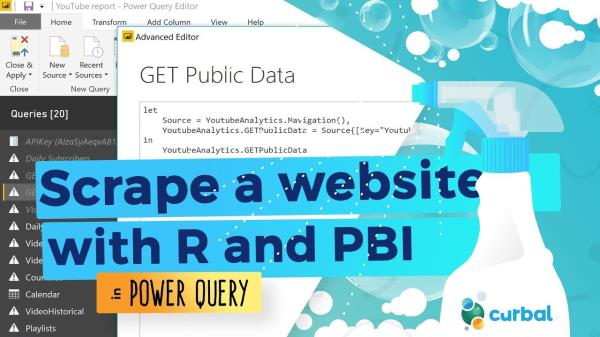 YouTube report - Power Query Editor
File
Home
Transform
Add Column
View
Close &
Apply
New
Source
Recent
Sources
Close
New Query
Advanced Editor
GET Public Data
let
Source = YoutubeAnalytics.Navigation(),
YoutubeAnalytics.GETPublicData = Source{[Key="Youtu
in
YoutubeAnalytics.GETPublicData
Queries [20]
Daily Subscribers
Daily
Calendar
VideoHistorical
Playlists
Scrape a website
with R and PBI
in POWER QUERY
curbal